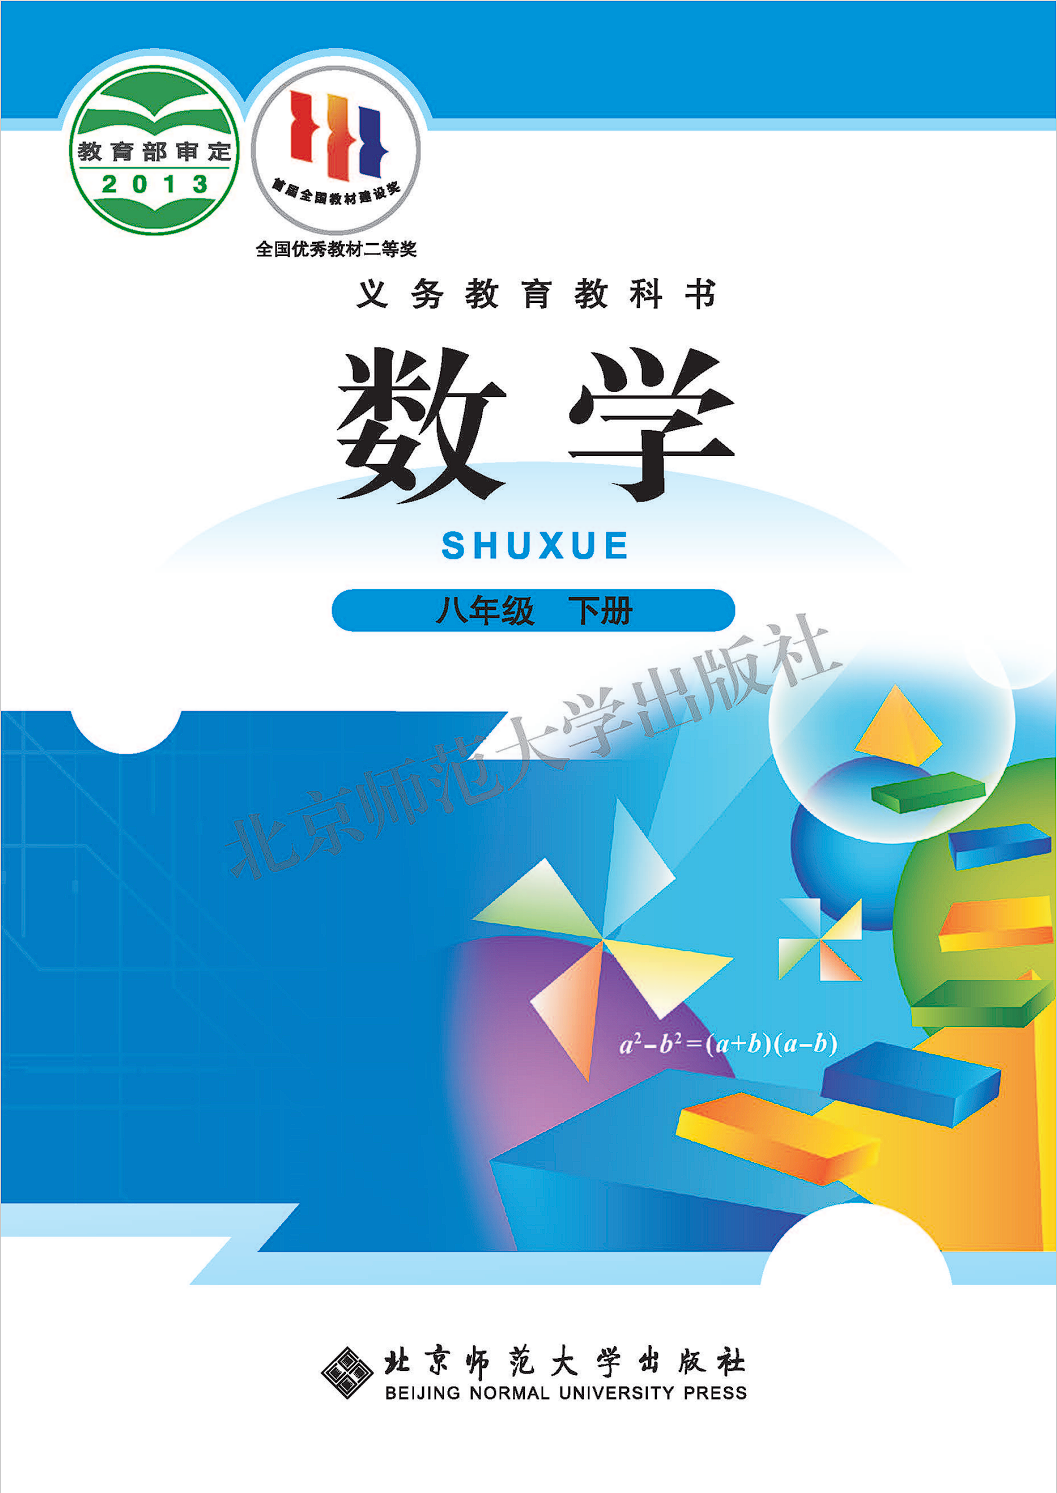 教育部审定
2013
首届全国教材建设奖
全国优秀教材二等奖
义务教育教科书
数学
SHUXUE
八年级 下册
北京师范大学出版社
a²-b²=(a+b)(a-b)
北京师范大学出版社
BEIJING NORMAL UNIVERSITY PRESS